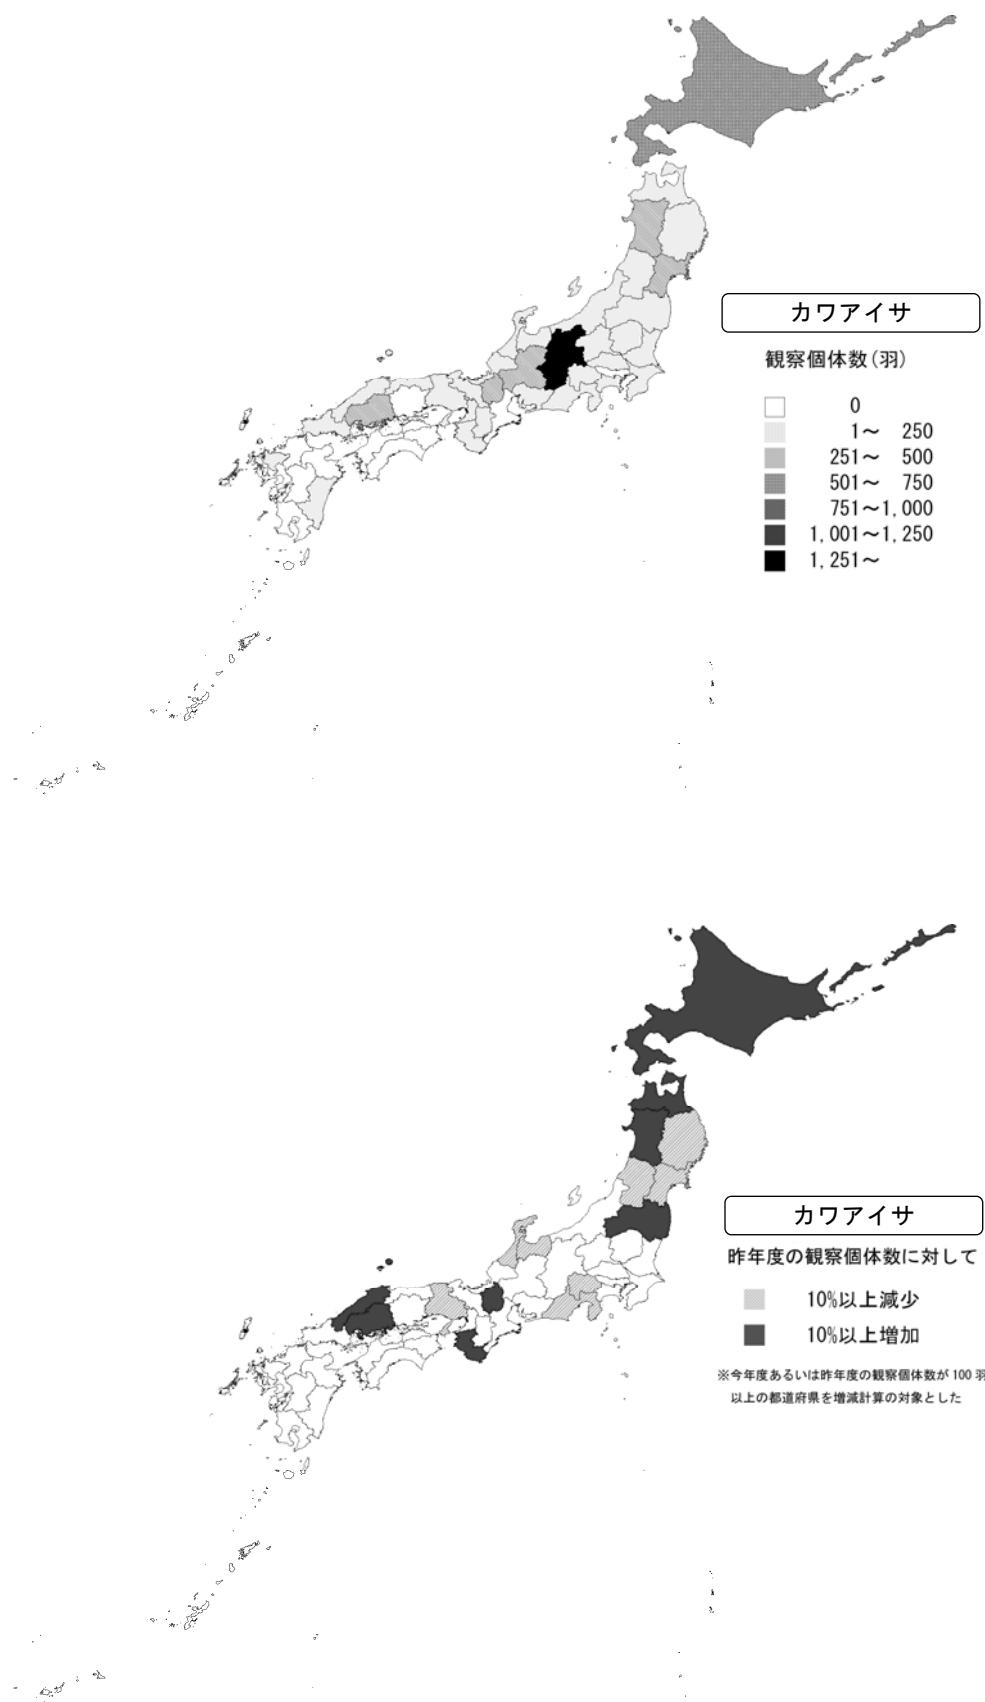 カワアイサ
観察個体数(羽)
0
1～ 250
251～ 500
501～ 750
751～1,000
1,001～1,250
1,251～
カワアイサ
昨年度の観察個体数に対して
10%以上減少
10%以上増加
※今年度あるいは昨年度の観察個体数が100羽
以上の都道府県を増減計算の対象とした